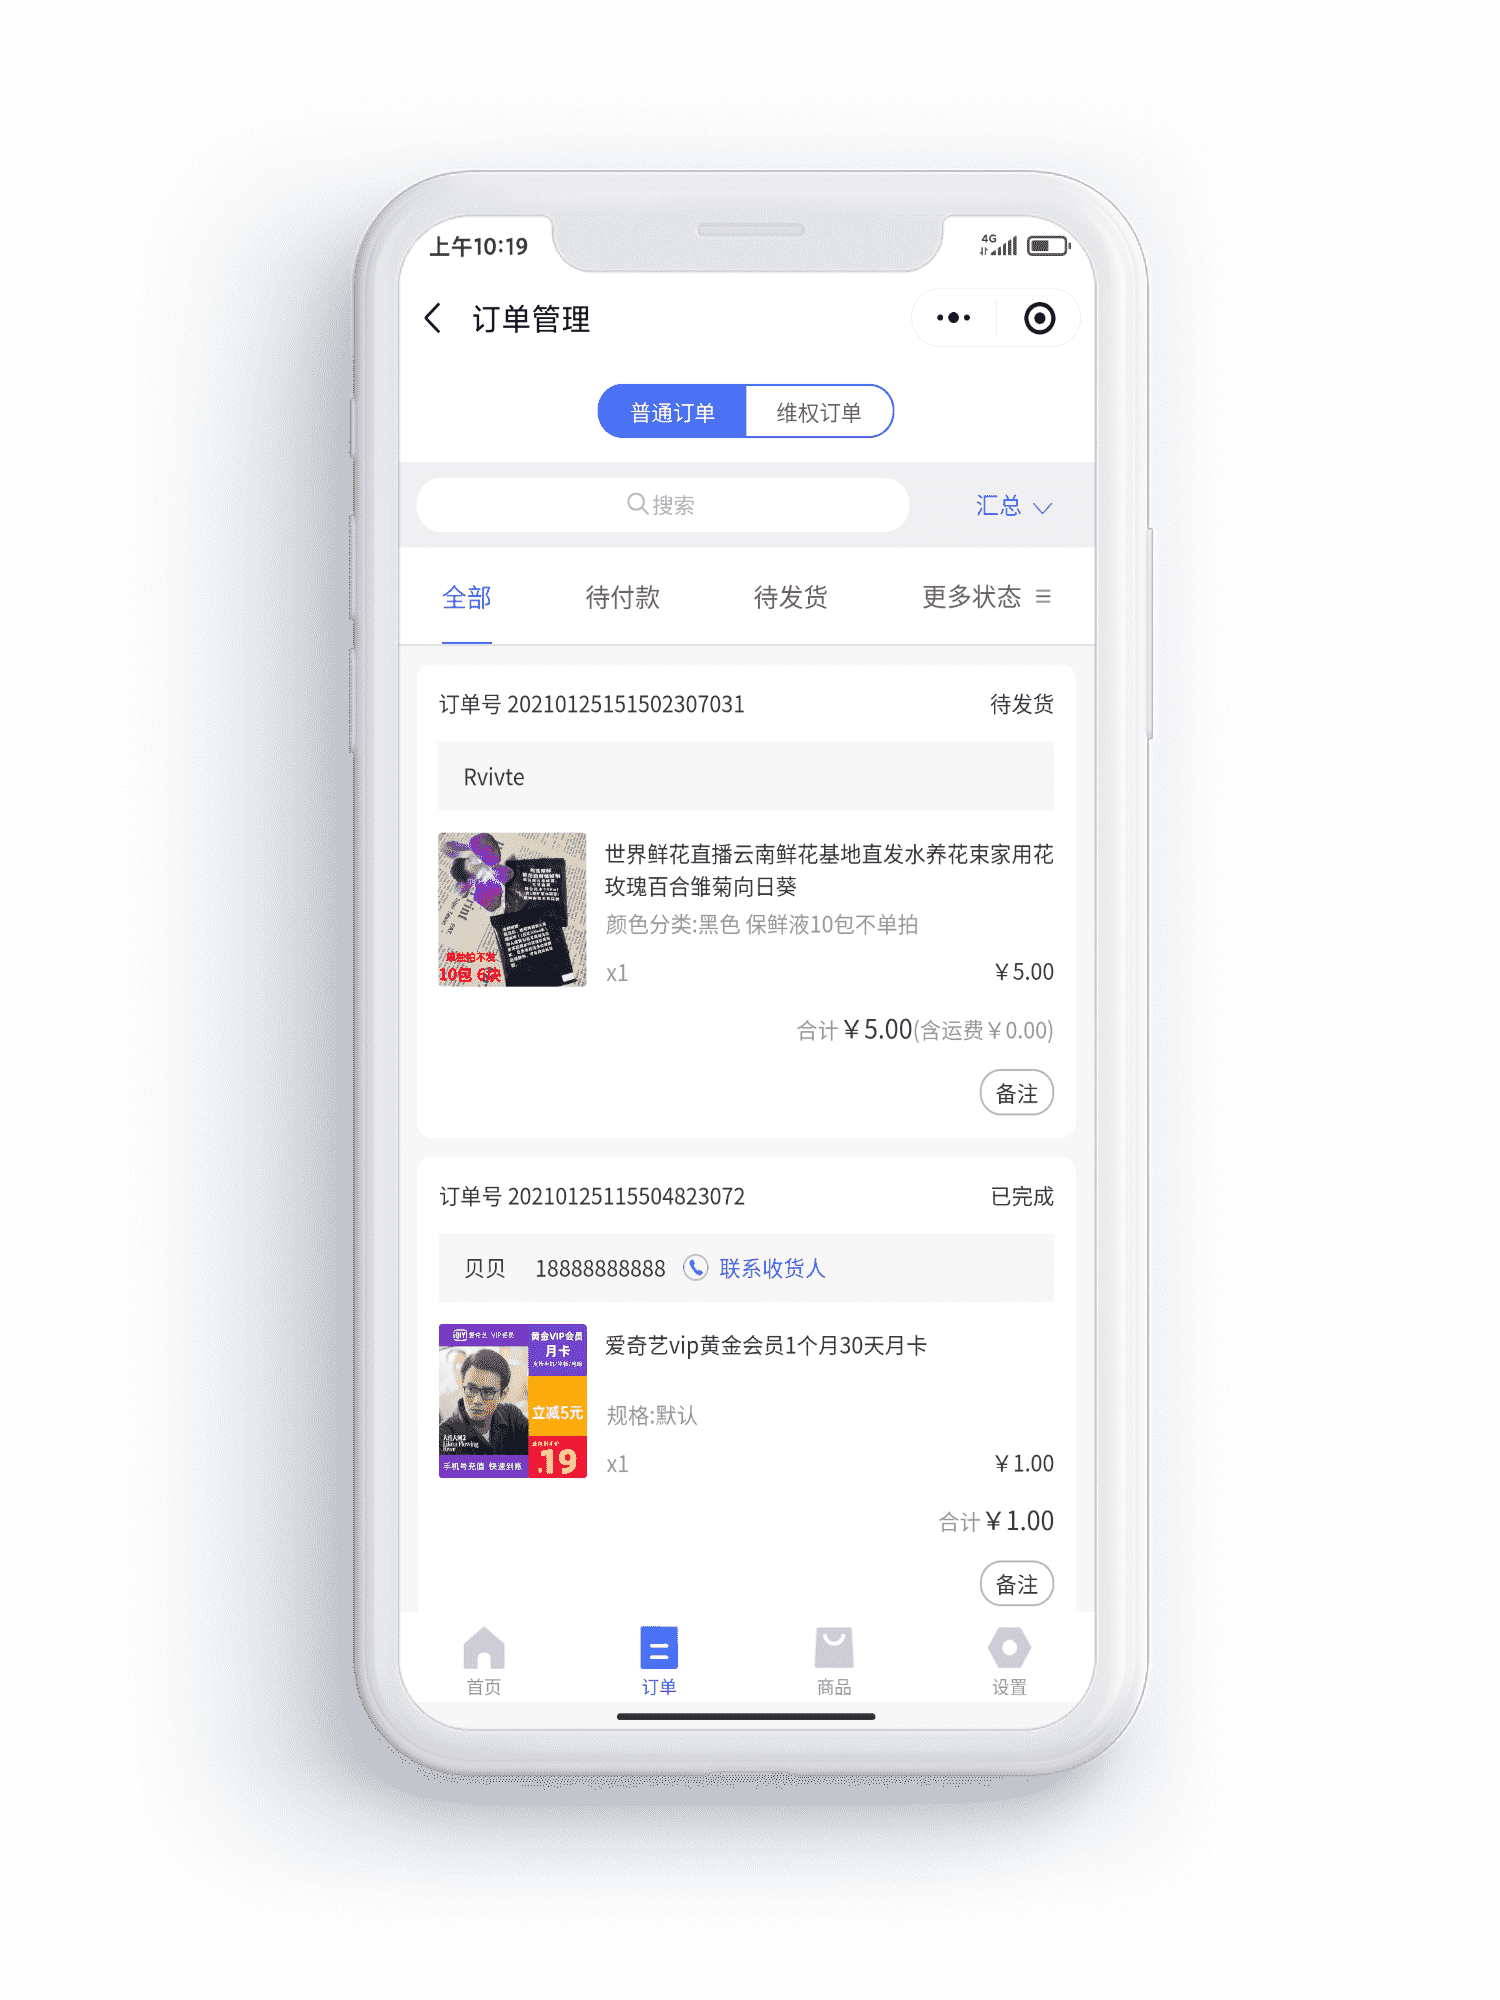 上午10:19
4G
订单管理
普通订单
维权订单
搜索
汇总
全部
待付款
待发货
更多状态
订单号 20210125151502307031
待发货
Rvivte
世界鲜花直播云南鲜花基地直发水养花束家用花
玫瑰百合雏菊向日葵
颜色分类:黑色 保鲜液10包不单拍
单独拍不发
10包 6块
x1
¥5.00
合计¥5.00(含运费¥0.00)
备注
订单号 20210125115504823072
已完成
贝贝 18888888888 联系收货人
爱奇艺 VIP会员
黄金VIP会员
月卡
立减5元
手机号充值 快速到账
19
爱奇艺vip黄金会员1个月30天月卡
规格:默认
x1
¥1.00
合计¥1.00
备注
首页
订单
商品
设置